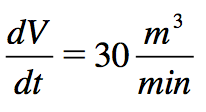 dV/dt = 30 m³/min